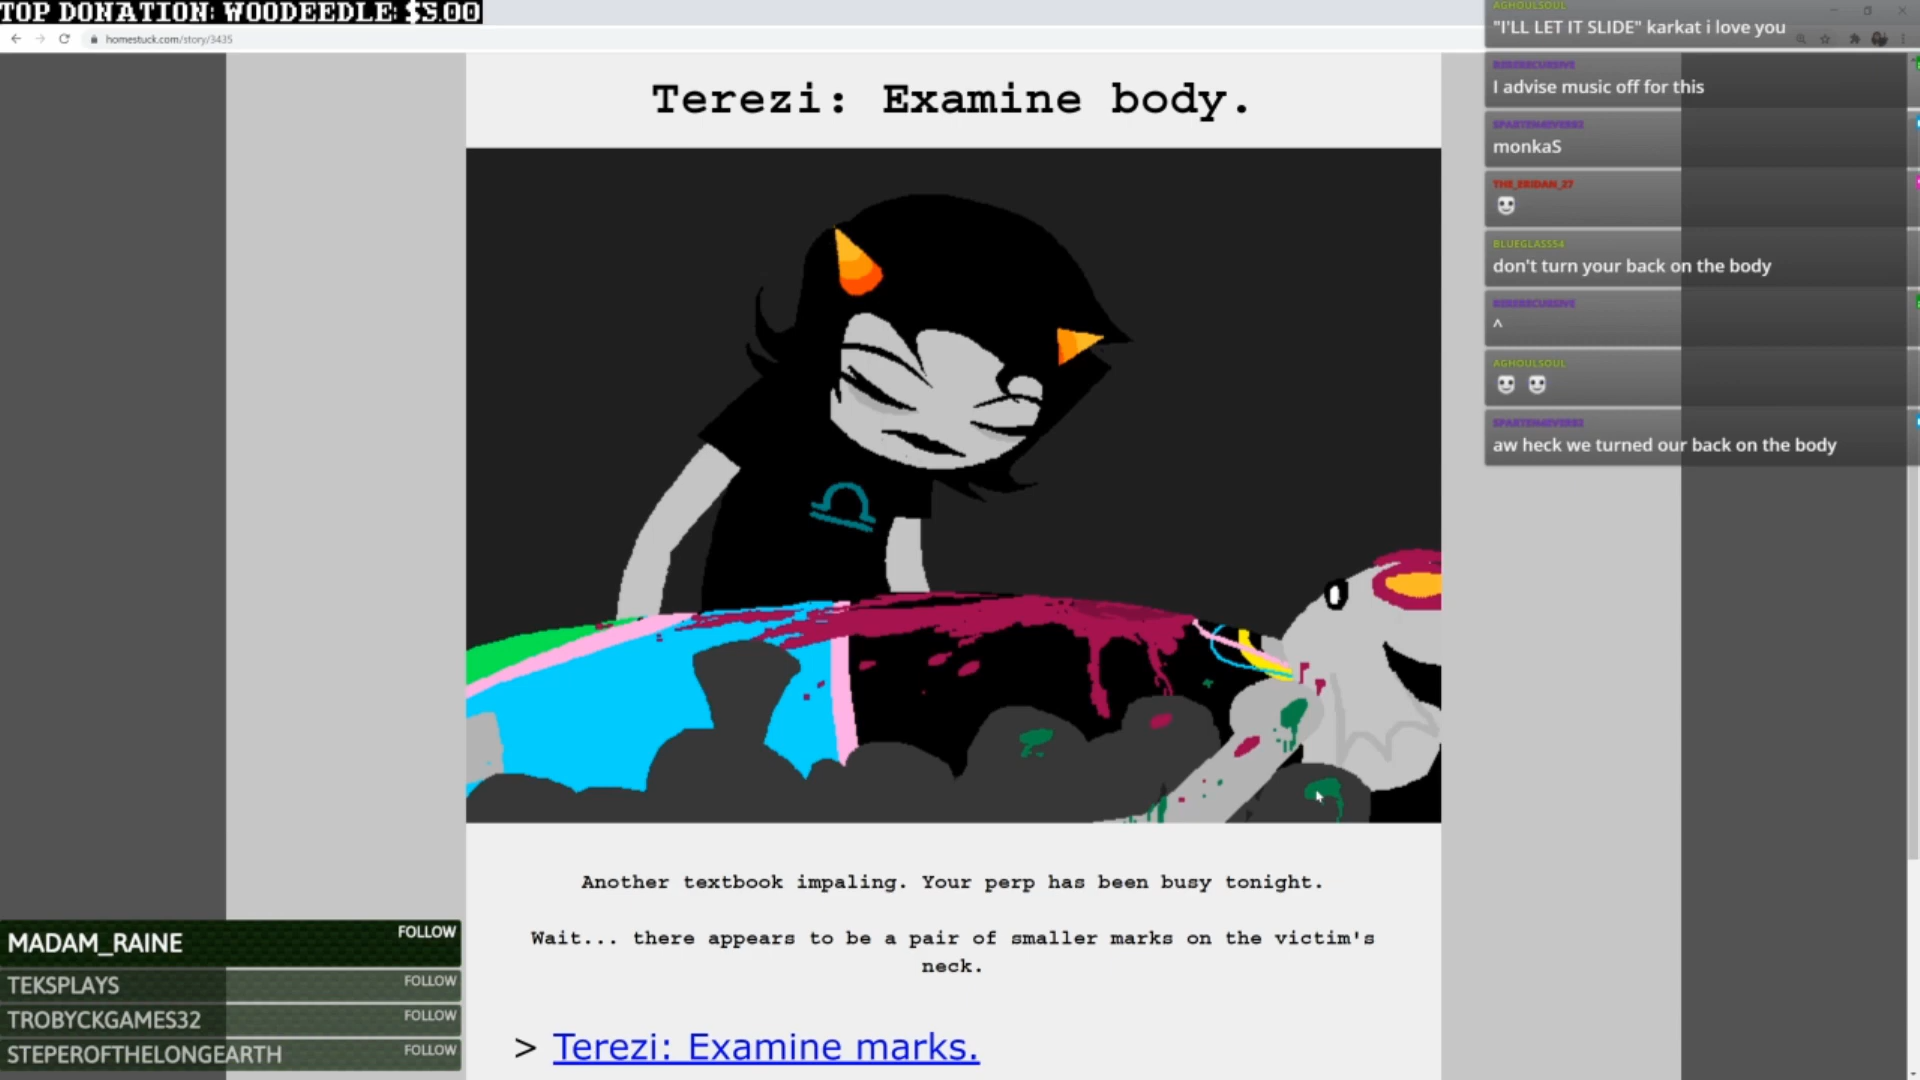 TOP DONATION: WOODEEDLE: $5.00
homestuck.com/story/3435
Terezi: Examine body.
Another textbook impaling. Your perp has been busy tonight.
Wait... there appears to be a pair of smaller marks on the victim's
neck.
> Terezi: Examine marks.
AGHOULSOUL
"I'LL LET IT SLIDE" karkat i love you
I advise music off for this
monkaS
THE_ERIDAN_27
BLUEGLASS54
don't turn your back on the body
^
AGHOULSOUL
aw heck we turned our back on the body
MADAM_RAINE FOLLOW
TEKSPLAYS FOLLOW
TROBYCKGAMES32 FOLLOW
STEPEROFTHELONGEARTH FOLLOW